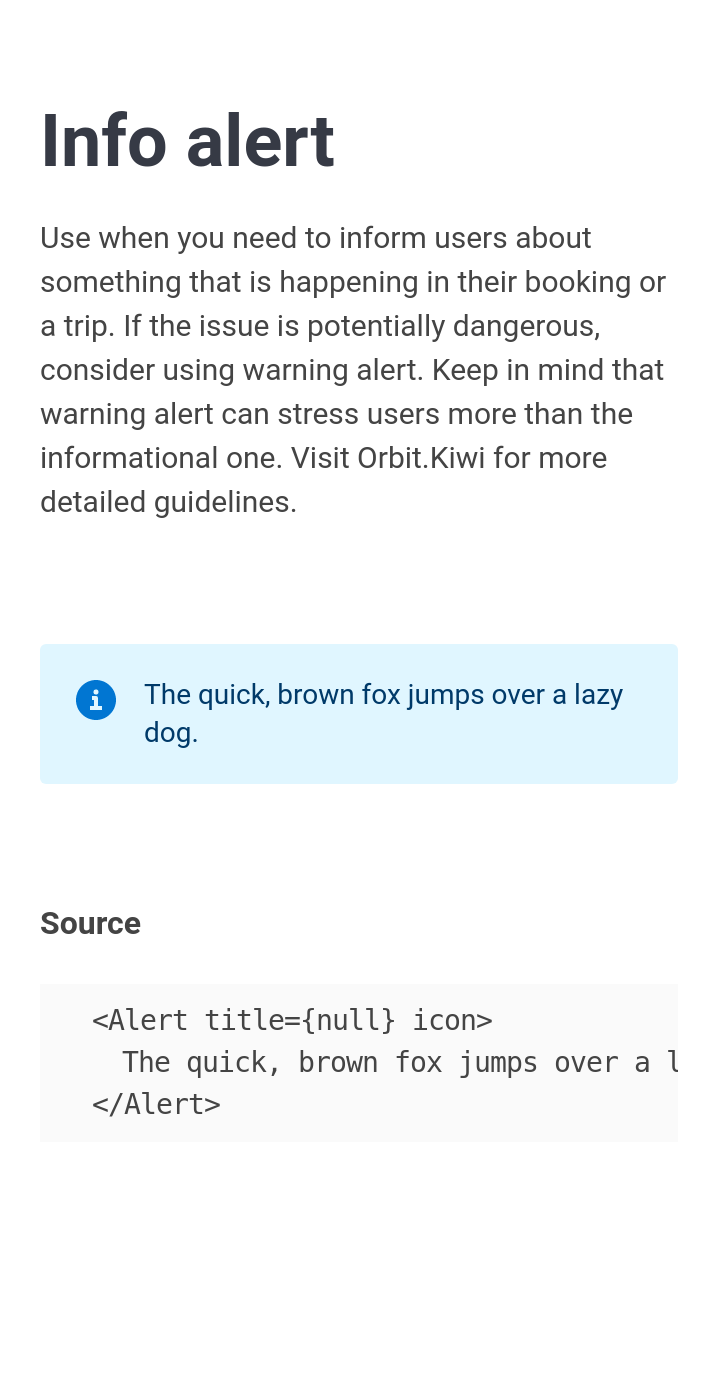 Info alert
Use when you need to inform users about
something that is happening in their booking or
a trip. If the issue is potentially dangerous,
consider using warning alert. Keep in mind that
warning alert can stress users more than the
informational one. Visit Orbit.Kiwi for more
detailed guidelines.
The quick, brown fox jumps over a lazy
dog.
Source
<Alert title={null} icon>
The quick, brown fox jumps over a l
</Alert>